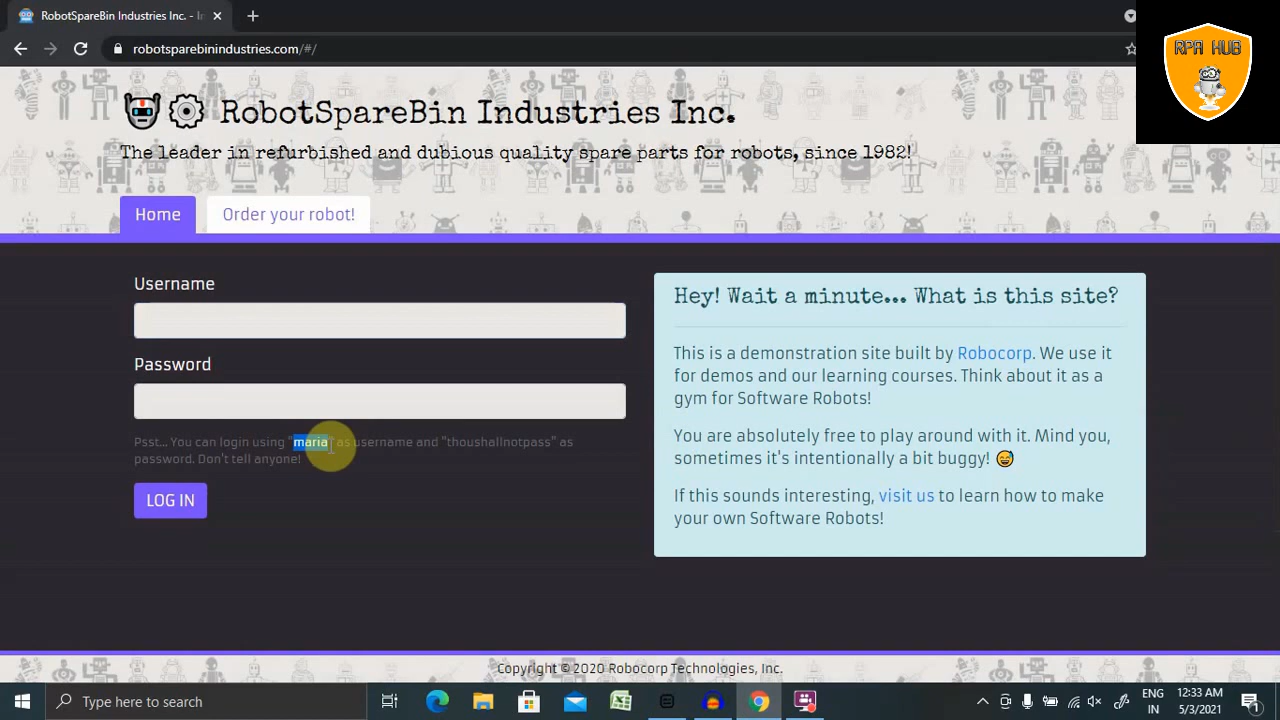 RobotSpareBin Industries Inc. - In
robotsparebinindustries.com/#/
RPA HUB
RobotSpareBin Industries Inc.
The leader in refurbished and dubious quality spare parts for robots, since 1982!
Home
Order your robot!
Username
Password
Psst... You can login using "maria" as username and "thoushallnotpass" as
password. Don't tell anyone!
LOG IN
Hey! Wait a minute... What is this site?
This is a demonstration site built by Robocorp. We use it
for demos and our learning courses. Think about it as a
gym for Software Robots!
You are absolutely free to play around with it. Mind you,
sometimes it's intentionally a bit buggy! 😅
If this sounds interesting, visit us to learn how to make
your own Software Robots!
Copyright © 2020 Robocorp Technologies, Inc.
Type here to search
ENG
IN
12:33 AM
5/3/2021
1